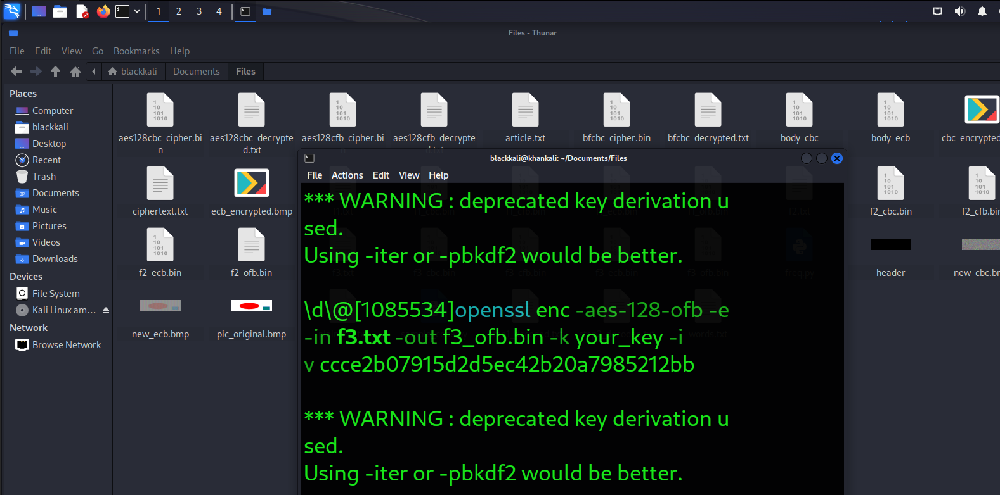 1 2 3 4
Files - Thunar
File Edit View Go Bookmarks Help
blackkali Documents Files
Places
Computer
blackkali
Desktop
Recent
Trash
Documents
Music
Pictures
Videos
Downloads
Devices
File System
Kali Linux am...
Network
Browse Network
aes128cbc_cipher.bi
n
aes128cbc_decrypte
d.txt
aes128cfb_cipher.bi
aes128cfb_decrypte
article.txt
bfcbc_cipher.bin
bfcbc_decrypted.txt
body_cbc
body_ecb
cbc_encrypted
ciphertext.txt
ecb_encrypted.bmp
f2_cbc.bin
f2_cfb.bin
f2_ecb.bin
f2_ofb.bin
header
new_cbc.bm
new_ecb.bmp
pic_original.bmp
blackkali@khankali: ~/Documents/Files
File Actions Edit View Help
*** WARNING : deprecated key derivation u
sed.
Using -iter or -pbkdf2 would be better.
\d\@[1085534]openssl enc -aes-128-ofb -e
-in f3.txt -out f3_ofb.bin -k your_key -i
v ccce2b07915d2d5ec42b20a7985212bb
*** WARNING : deprecated key derivation u
sed.
Using -iter or -pbkdf2 would be better.